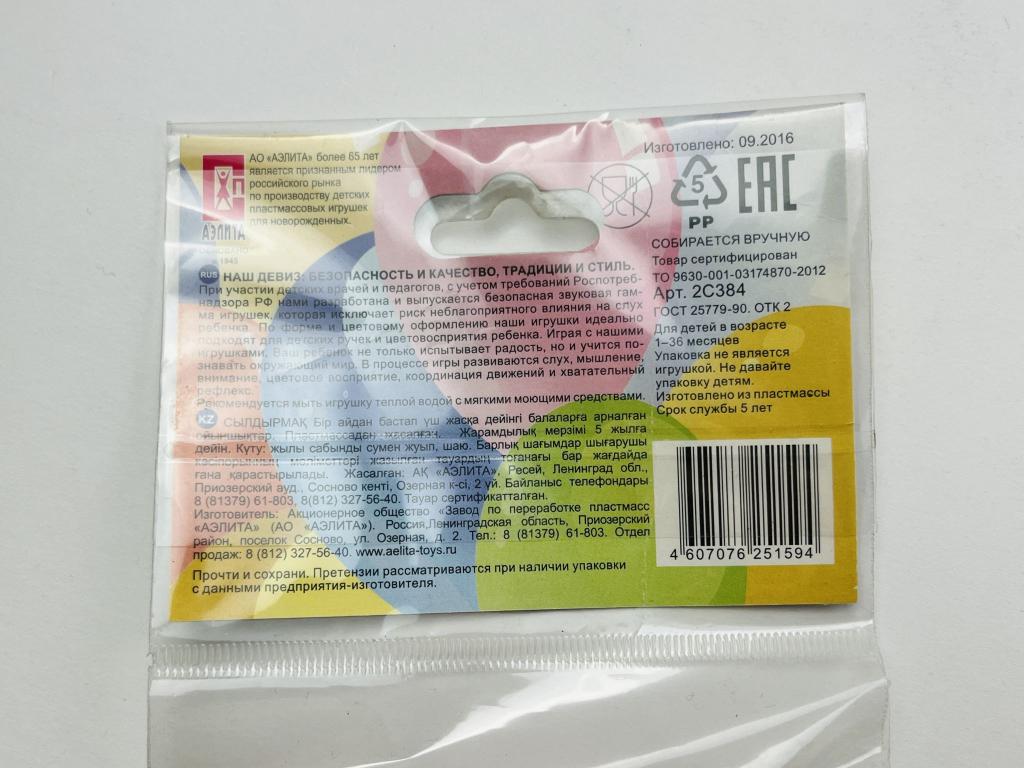 АО «АЭЛИТА» более 65 лет
является признанным лидером
российского рынка
по производству детских
пластмассовых игрушек
для новорожденных.
АЭЛИТА
1945
Изготовлено: 09.2016
5
PP
EAC
СОБИРАЕТСЯ ВРУЧНУЮ
Товар сертифицирован
ТО 9630-001-03174870-2012
Арт. 2С384
ГОСТ 25779-90. ОТК 2
Для детей в возрасте
1–36 месяцев
Упаковка не является
игрушкой. Не давайте
упаковку детям.
Изготовлено из пластмассы
Срок службы 5 лет
RUS НАШ ДЕВИЗ: БЕЗОПАСНОСТЬ И КАЧЕСТВО, ТРАДИЦИИ И СТИЛЬ.
При участии детских врачей и педагогов, с учетом требований Роспотреб-
надзора РФ нами разработана и выпускается безопасная звуковая гам-
ма игрушек, которая исключает риск неблагоприятного влияния на слух
ребенка. По форме и цветовому оформлению наши игрушки идеально
подходят для детских ручек и цветовосприятия ребенка. Играя с нашими
игрушками, Ваш ребенок не только испытывает радость, но и учится по-
знавать окружающий мир. В процессе игры развиваются слух, мышление,
внимание, цветовое восприятие, координация движений и хватательный
рефлекс.
Рекомендуется мыть игрушку теплой водой с мягкими моющими средствами.
KZ СЫЛДЫРМАҚ Бір айдан бастап үш жасқа дейінгі балаларға арналған
ойыншықтар. Пластмассадан жасалған. Жарамдылық мерзімі 5 жылға
дейін. Күту: жылы сабынды сумен жуып, шаю. Барлық шағымдар шығарушы
кәсіпорынның мәліметтері жазылған тауардың тоғанағы бар жағдайда
ғана қарастырылады. Жасалған: АҚ «АЭЛИТА», Ресей, Ленинград обл.,
Приозерский ауд., Сосново кенті, Озерная к-сі, 2 үй. Байланыс телефондары
8 (81379) 61-803, 8(812) 327-56-40. Тауар сертификатталған.
Изготовитель: Акционерное общество «Завод по переработке пластмасс
«АЭЛИТА» (АО «АЭЛИТА»). Россия,Ленинградская область, Приозерский
район, поселок Сосново, ул. Озерная, д. 2. Тел.: 8 (81379) 61-803. Отдел
продаж: 8 (812) 327-56-40. www.aelita-toys.ru
Прочти и сохрани. Претензии рассматриваются при наличии упаковки
с данными предприятия-изготовителя.
4 607076 251594